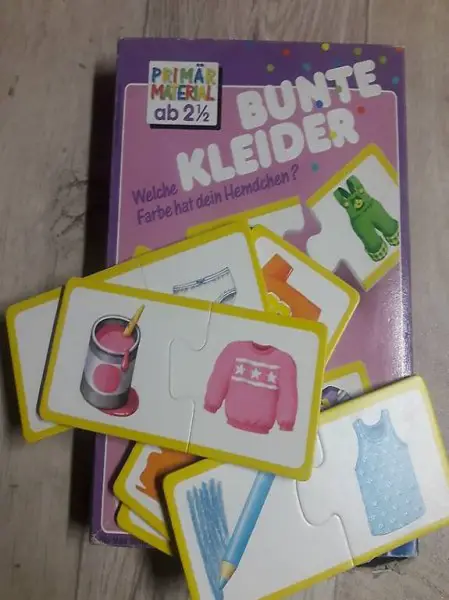 PRIMÄR
MATERIAL
ab 2½
BUNTE
KLEIDER
Welche
Farbe hat dein Hemdchen?